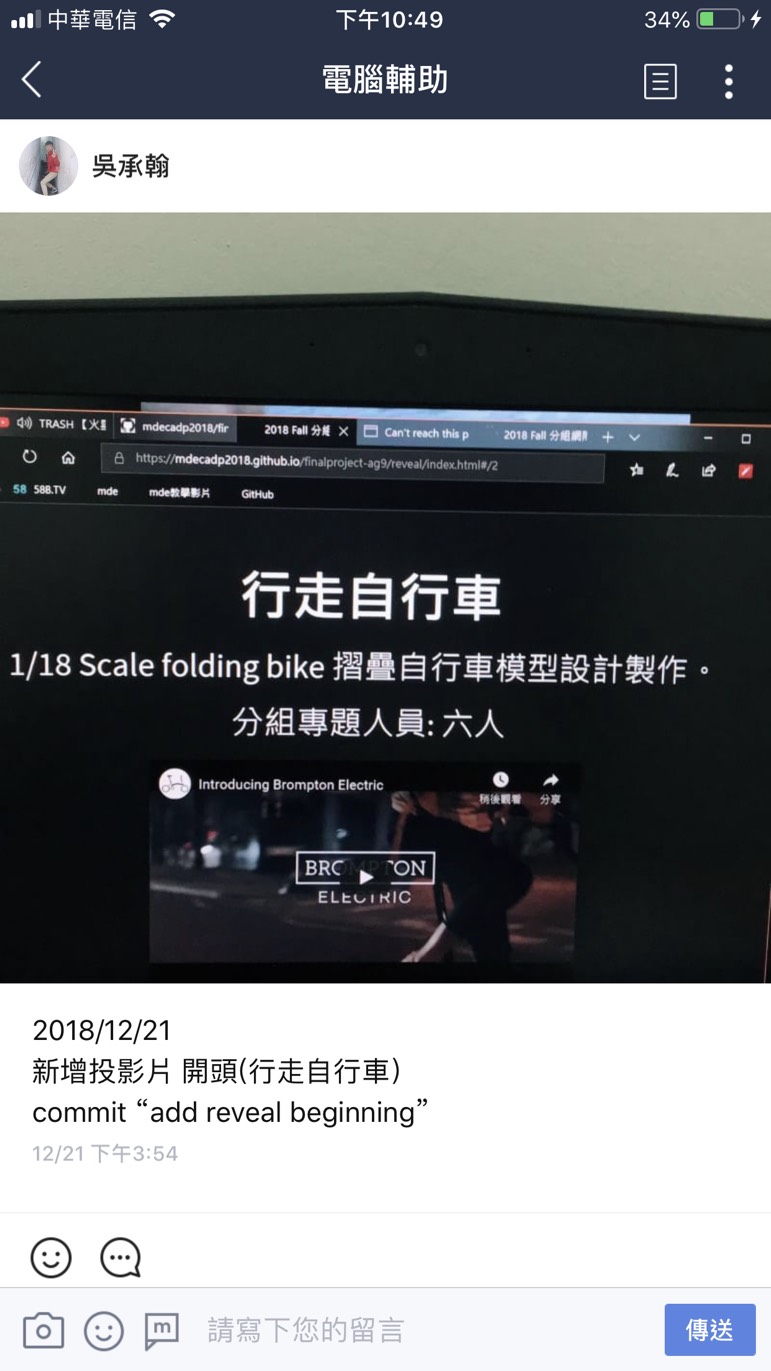 中華電信
下午10:49
34%
電腦輔助
吳承翰
TRASH【火
mdecadp2018/fir
2018 Fall 分組
Can't reach this p
2018 Fall 分組網
https://mdecadp2018.github.io/finalproject-ag9/reveal/index.html#/2
58 58B.TV
mde
mde教學影片
GitHub
行走自行車
1/18 Scale folding bike 摺疊自行車模型設計製作。
分組專題人員: 六人
Introducing Brompton Electric
稍後觀看
分享
BROMPTON
ELECTRIC
2018/12/21
新增投影片 開頭(行走自行車)
commit “add reveal beginning”
12/21 下午3:54
m
請寫下您的留言
傳送